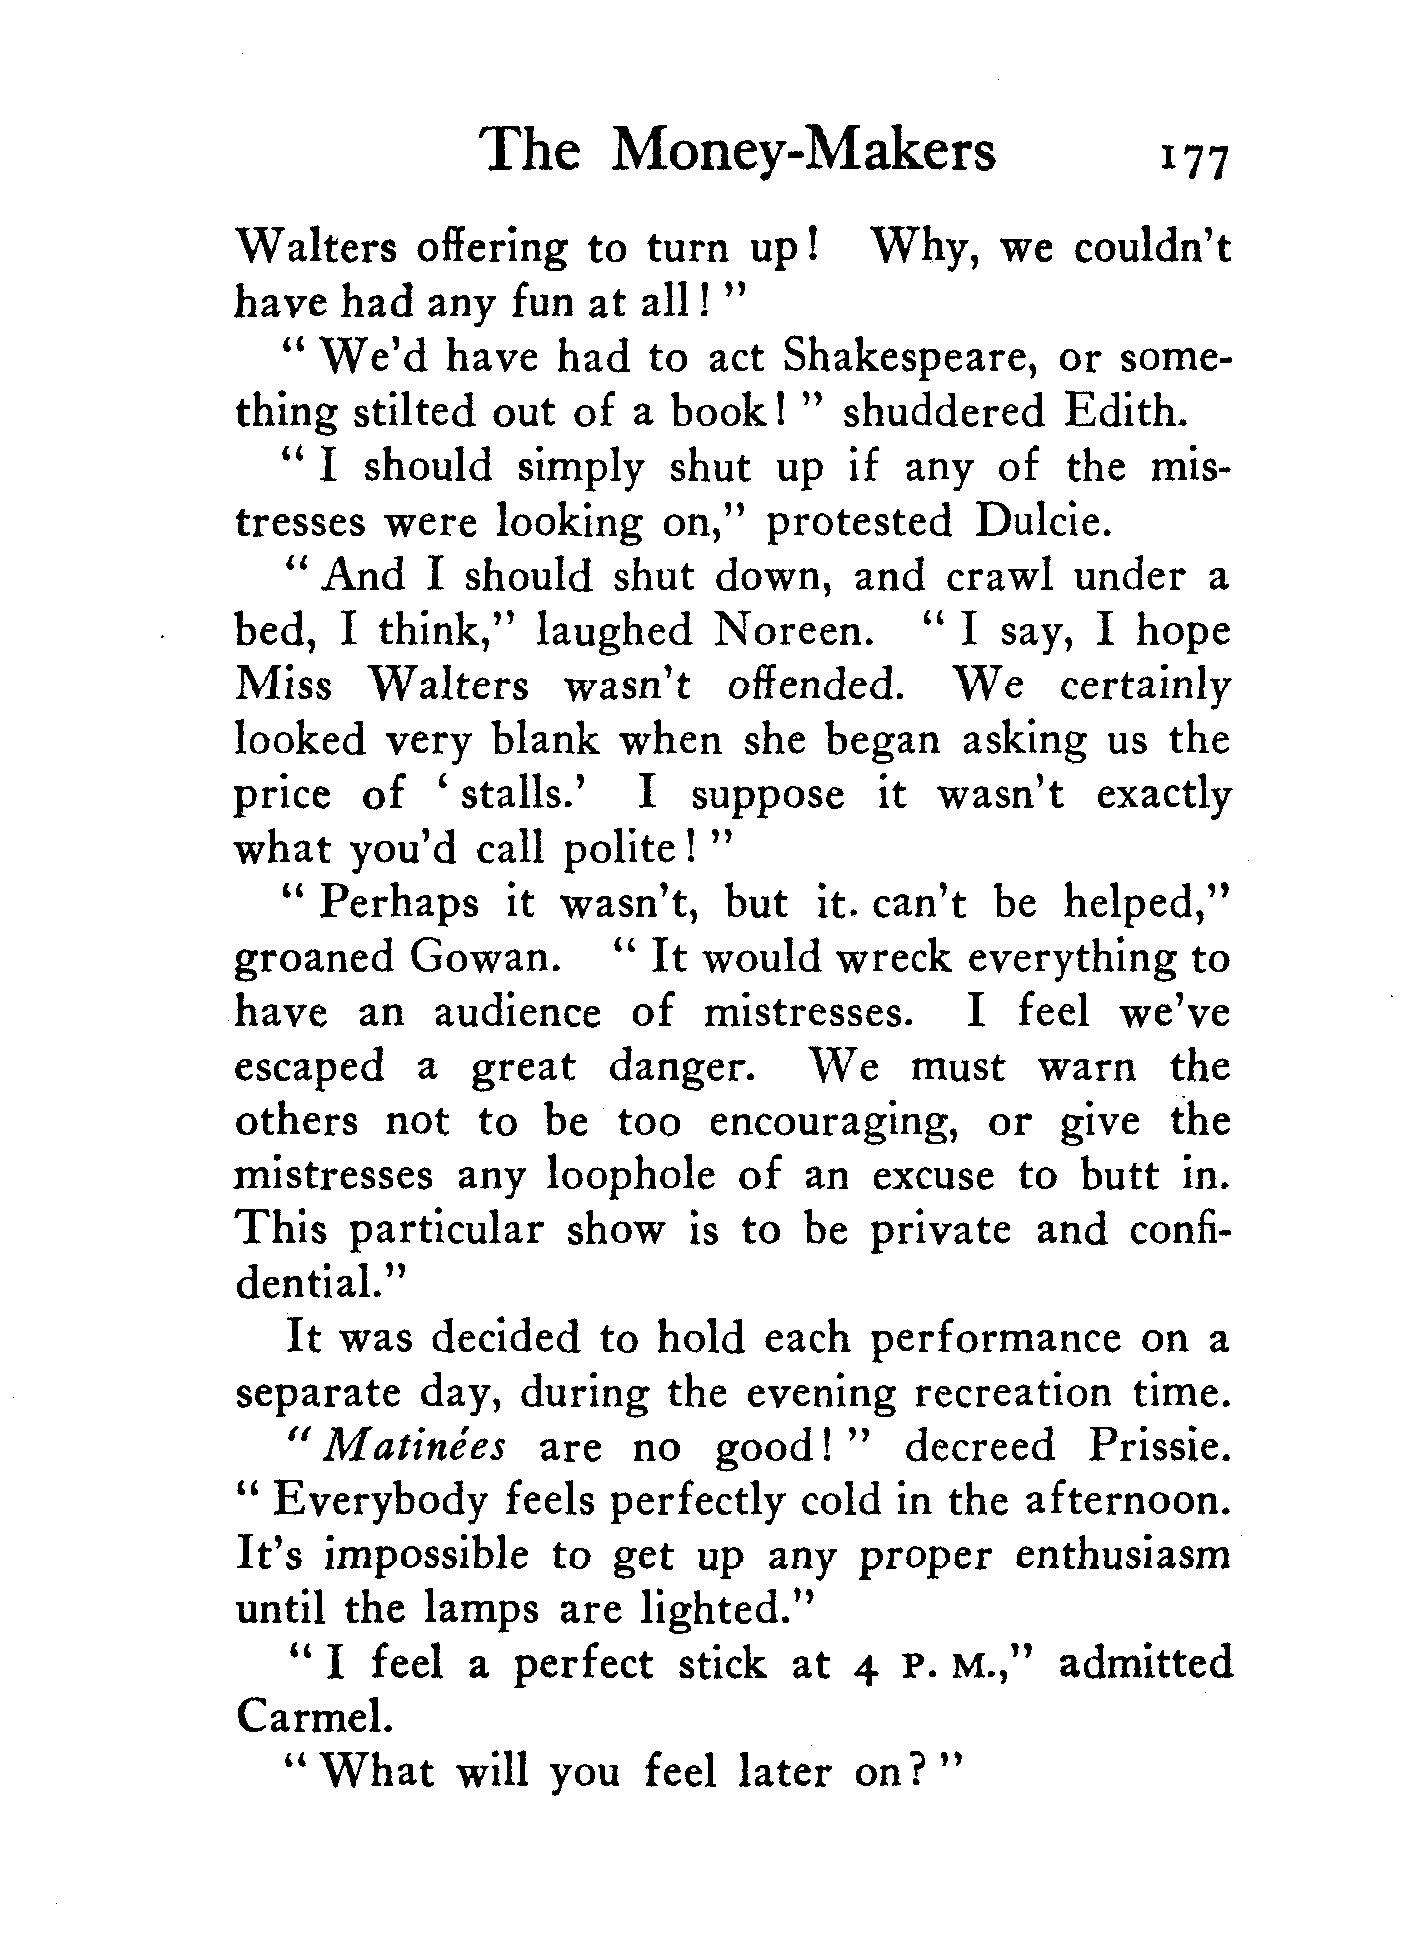 The Money-Makers 177
Walters offering to turn up! Why, we couldn't
have had any fun at all!"
"We'd have had to act Shakespeare, or some-
thing stilted out of a book!" shuddered Edith.
"I should simply shut up if any of the mis-
tresses were looking on," protested Dulcie.
"And I should shut down, and crawl under a
bed, I think," laughed Noreen. "I say, I hope
Miss Walters wasn't offended. We certainly
looked very blank when she began asking us the
price of 'stalls.' I suppose it wasn't exactly
what you'd call polite!"
"Perhaps it wasn't, but it. can't be helped,"
groaned Gowan. "It would wreck everything to
have an audience of mistresses. I feel we've
escaped a great danger. We must warn the
others not to be too encouraging, or give the
mistresses any loophole of an excuse to butt in.
This particular show is to be private and confi-
dential."
It was decided to hold each performance on a
separate day, during the evening recreation time.
"Matinées are no good!" decreed Prissie.
"Everybody feels perfectly cold in the afternoon.
It's impossible to get up any proper enthusiasm
until the lamps are lighted."
"I feel a perfect stick at 4 P. M.," admitted
Carmel.
"What will you feel later on?"